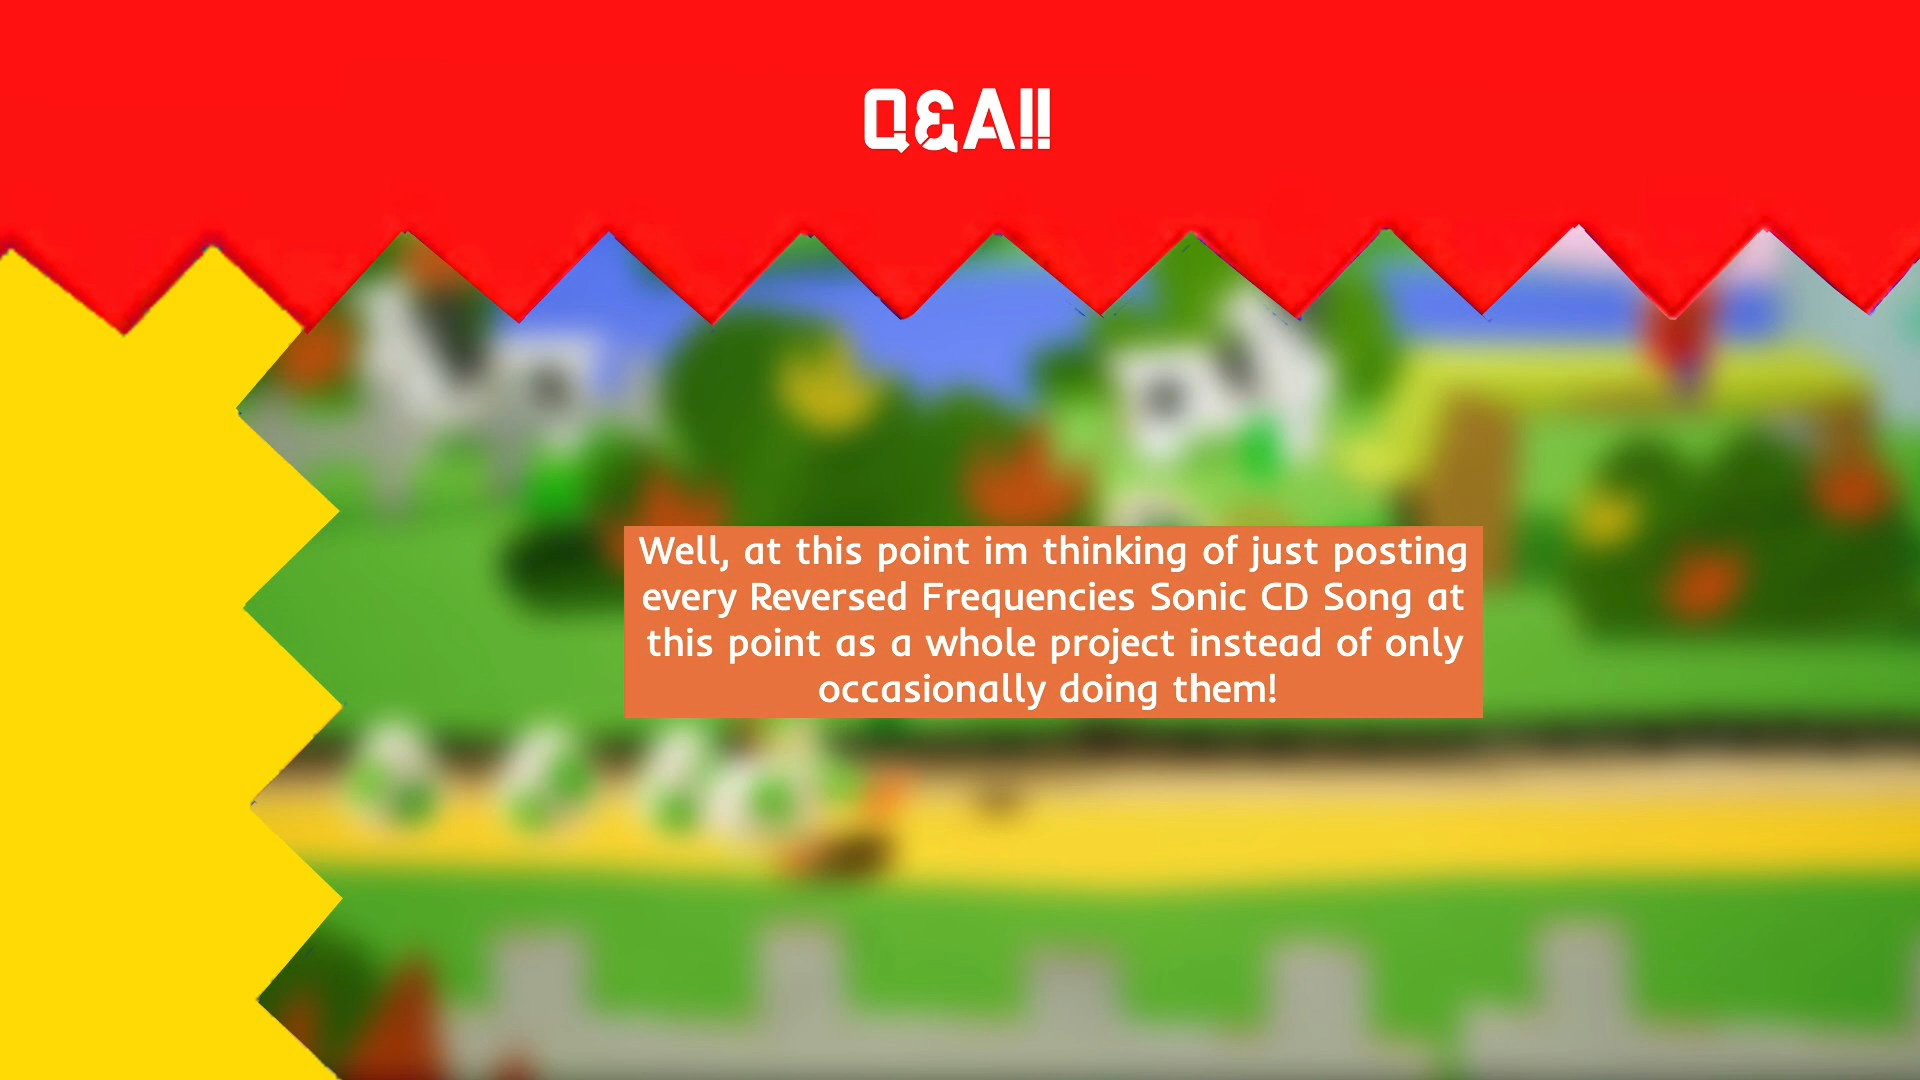 Q&A!!
Well, at this point im thinking of just posting
every Reversed Frequencies Sonic CD Song at
this point as a whole project instead of only
occasionally doing them!